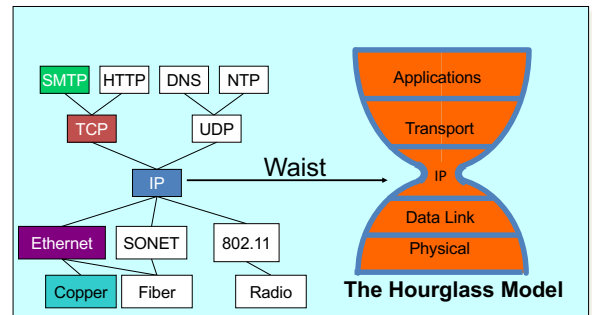 SMTP HTTP DNS NTP
Applications
TCP UDP
Transport
Waist
IP
IP
Ethernet SONET 802.11
Data Link
Physical
Copper Fiber Radio
The Hourglass Model